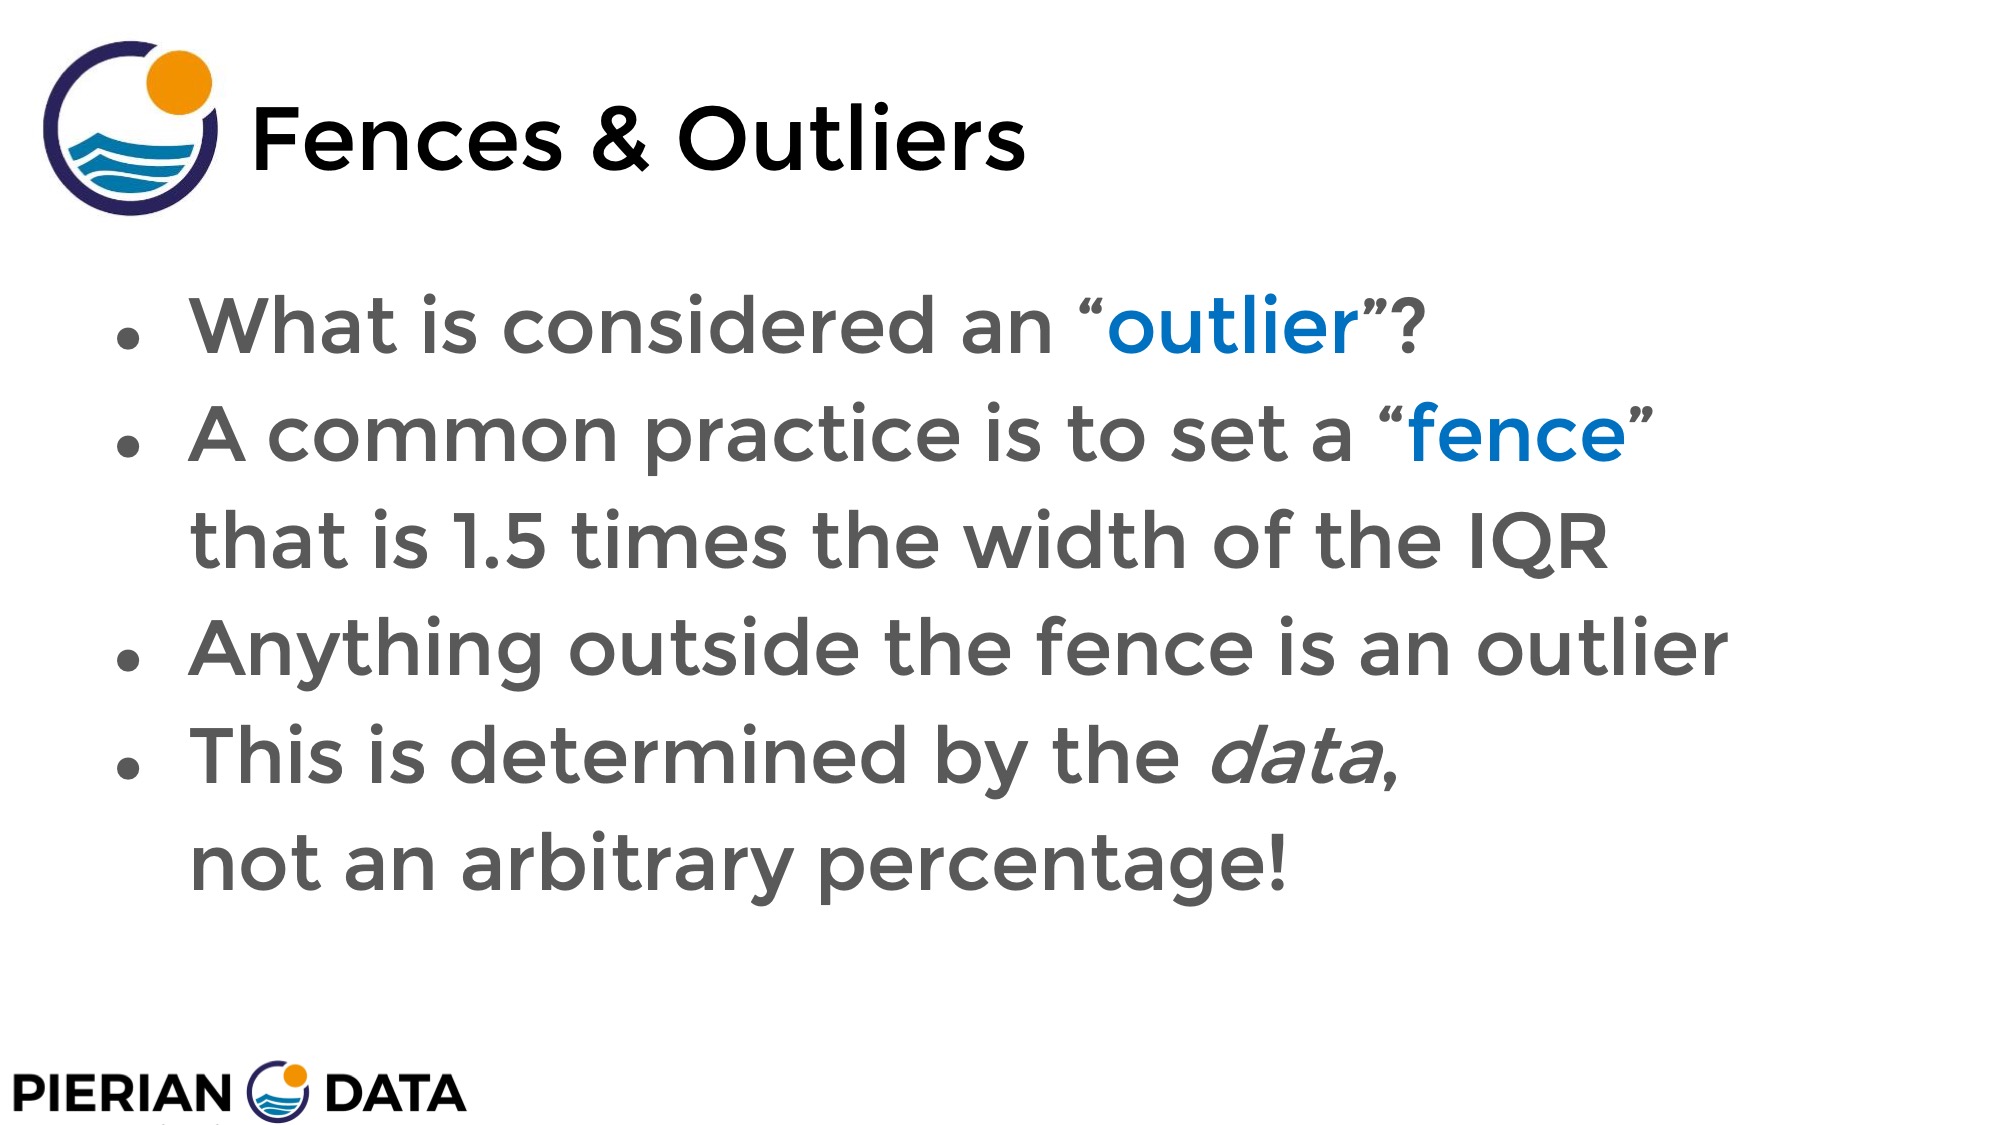 Fences & Outliers
● What is considered an “outlier”?
● A common practice is to set a “fence”
that is 1.5 times the width of the IQR
● Anything outside the fence is an outlier
● This is determined by the data,
not an arbitrary percentage!
PIERIAN DATA